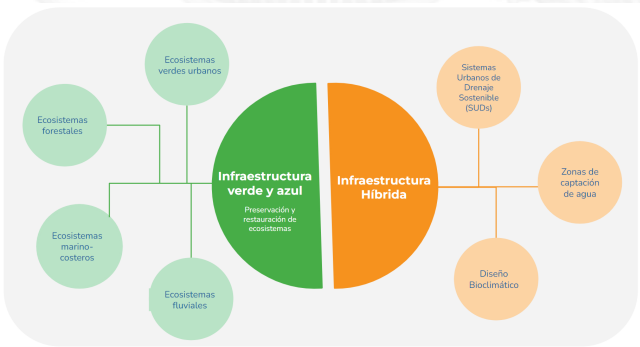 Ecosistemas
verdes urbanos
Ecosistemas
forestales
Ecosistemas
marino-
costeros
Ecosistemas
fluviales
Infraestructura
verde y azul
Preservación y
restauración de
ecosistemas
Infraestructura
Híbrida
Sistemas
Urbanos de
Drenaje
Sostenible
(SUDs)
Zonas de
captación
de agua
Diseño
Bioclimático